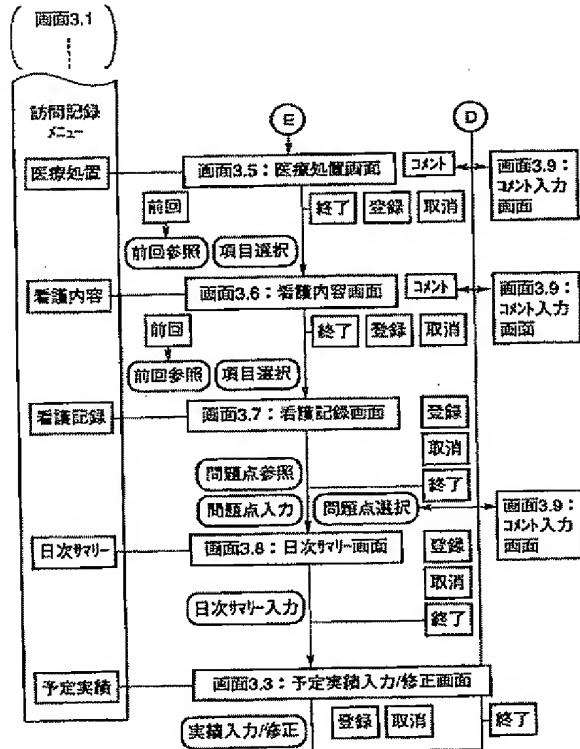 画面3.1
訪問記録
メニュー
E
D
医療処置
画面3.5：医療処置画面
コメント
画面3.9：
コメント入力
画面
前回
終了
登録
取消
前回参照
項目選択
看護内容
画面3.6：看護内容画面
コメント
画面3.9：
コメント入力
画面
前回
終了
登録
取消
前回参照
項目選択
看護記録
画面3.7：看護記録画面
登録
取消
問題点参照
終了
問題点入力
問題点選択
画面3.9：
コメント入力
画面
日次サマリー
画面3.8：日次サマリー画面
登録
取消
日次サマリー入力
終了
予定実績
画面3.3：予定実績入力/修正画面
実績入力/修正
登録
取消
終了